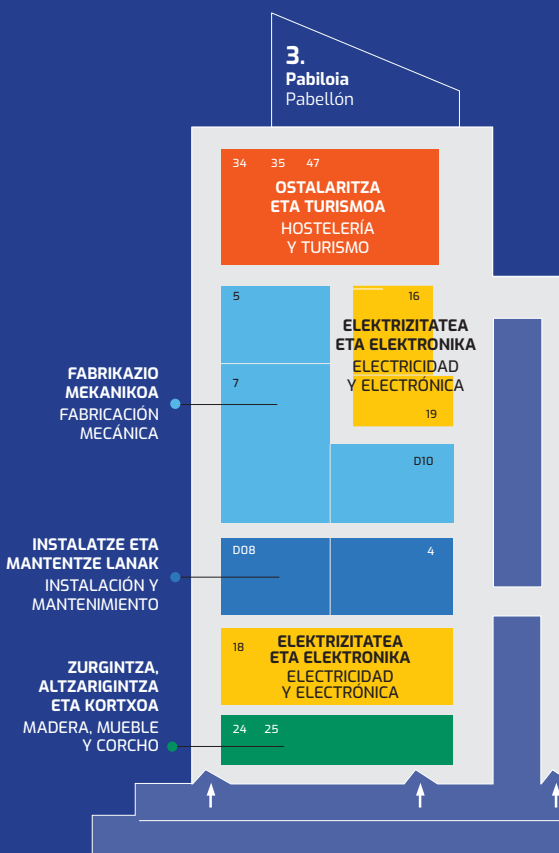 3.
Pabiloia
Pabellón
34 35 47
OSTALARITZA
ETA TURISMOA
HOSTELERÍA
Y TURISMO
5
16
ELEKTRIZITATEA
ETA ELEKTRONIKA
ELECTRICIDAD
Y ELECTRÓNICA
FABRIKAZIO
MEKANIKOA
FABRICACIÓN
MECÁNICA
7
19
D10
INSTALATZE ETA
MANTENTZE LANAK
INSTALACIÓN Y
MANTENIMIENTO
D08
4
18
ELEKTRIZITATEA
ETA ELEKTRONIKA
ELECTRICIDAD
Y ELECTRÓNICA
ZURGINTZA,
ALTZARIGINTZA
ETA KORTXOA
MADERA, MUEBLE
Y CORCHO
24 25